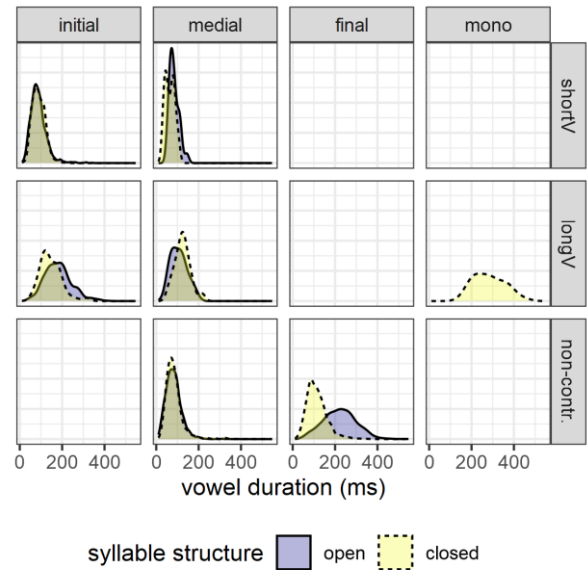 initial medial final mono
shortV
longV
non-contr.
0 200 400 0 200 400 0 200 400 0 200 400
vowel duration (ms)
syllable structure open closed